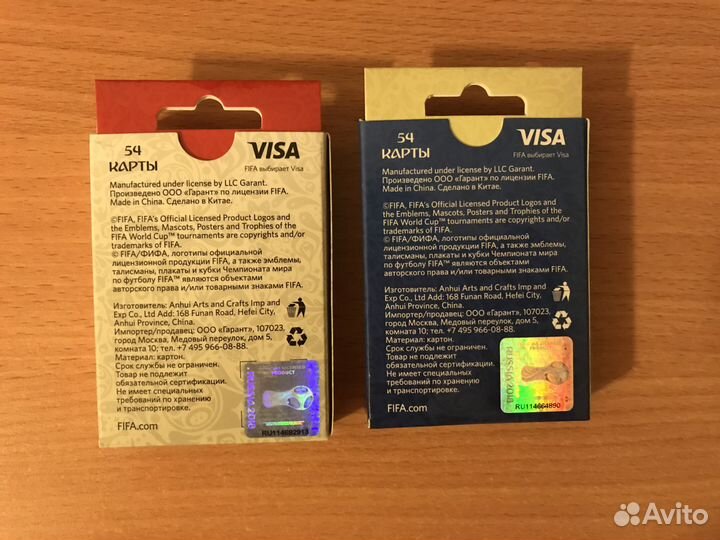 54
КАРТЫ
VISA
FIFA выбирает Visa
Manufactured under license by LLC Garant.
Произведено ООО «Гарант» по лицензии FIFA.
Made in China. Сделано в Китае.
©FIFA, FIFA's Official Licensed Product Logos and
the Emblems, Mascots, Posters and Trophies of the
FIFA World Cup™ tournaments are copyrights and/or
trademarks of FIFA.
© FIFA/ФИФА, логотипы официальной
лицензионной продукции FIFA, а также эмблемы,
талисманы, плакаты и кубки Чемпионата мира
по футболу FIFA™ являются объектами
авторского права и/или товарными знаками FIFA.
Изготовитель: Anhui Arts and Crafts Imp and
Exp Co., Ltd Add: 168 Funan Road, Hefei City,
Anhui Province, China.
Импортер/продавец: ООО «Гарант», 107023,
город Москва, Медовый переулок, дом 5,
комната 10; тел. +7 495 966-08-88.
Материал: картон.
Срок службы не ограничен.
Товар не подлежит
обязательной сертификации.
Не имеет специальных
требований по хранению
и транспортировке.
FIFA.com
PRODUCT
RU114682913
54
КАРТЫ
VISA
FIFA выбирает Visa
Manufactured under license by LLC Garant.
Произведено ООО «Гарант» по лицензии FIFA.
Made in China. Сделано в Китае.
©FIFA, FIFA's Official Licensed Product Logos and
the Emblems, Mascots, Posters and Trophies of the
FIFA World Cup™ tournaments are copyrights and/or
trademarks of FIFA.
© FIFA/ФИФА, логотипы официальной
лицензионной продукции FIFA, а также эмблемы,
талисманы, плакаты и кубки Чемпионата мира
по футболу FIFA™ являются объектами
авторского права и/или товарными знаками FIFA.
Изготовитель: Anhui Arts and Crafts Imp and
Exp Co., Ltd Add: 168 Funan Road, Hefei City,
Anhui Province, China.
Импортер/продавец: ООО «Гарант», 107023,
город Москва, Медовый переулок, дом 5,
комната 10; тел. +7 495 966-08-88.
Материал: картон.
Срок службы не ограничен.
Товар не подлежит
обязательной сертификации.
Не имеет специальных
требований по хранению
и транспортировке.
FIFA.com
RUSSIA 2018
RU114664890
Avito